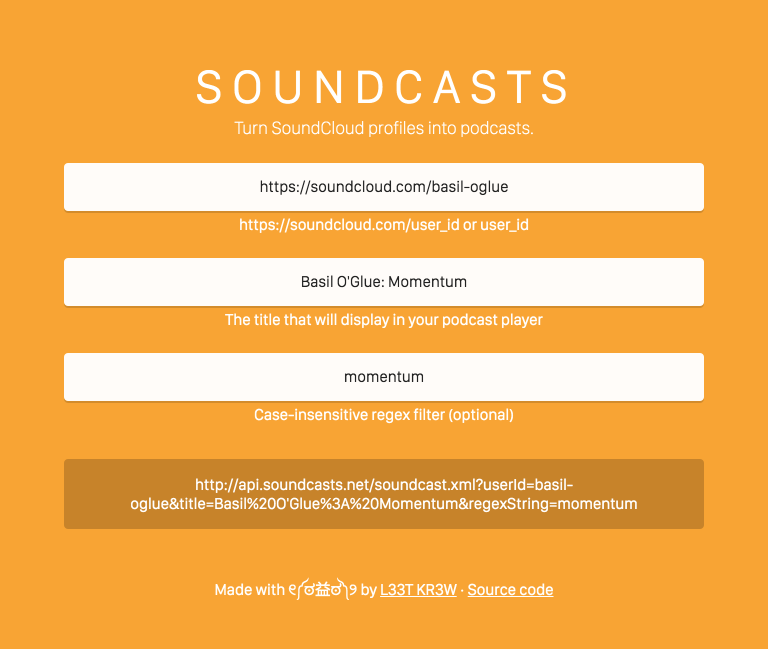 SOUNDCASTS
Turn SoundCloud profiles into podcasts.
https://soundcloud.com/basil-oglue
https://soundcloud.com/user_id or user_id
Basil O'Glue: Momentum
The title that will display in your podcast player
momentum
Case-insensitive regex filter (optional)
http://api.soundcasts.net/soundcast.xml?userId=basil-
oglue&title=Basil%20O'Glue%3A%20Momentum&regexString=momentum
Made with ୧༼ಠ益ಠ༽୨ by L33T KR3W · Source code